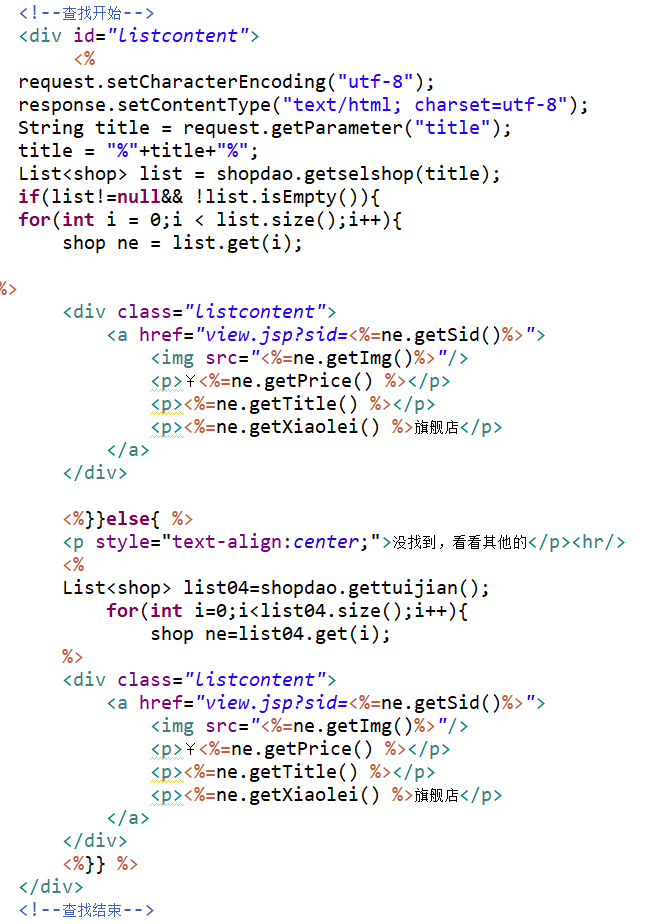 <!--查找开始-->
<div id="listcontent">
<%
request.setCharacterEncoding("utf-8");
response.setContentType("text/html; charset=utf-8");
String title = request.getParameter("title");
title = "%"+title+"%";
List<shop> list = shopdao.getselshop(title);
if(list!=null&& !list.isEmpty()){
for(int i = 0;i < list.size();i++){
shop ne = list.get(i);
%>
<div class="listcontent">
<a href="view.jsp?sid=<%=ne.getSid()%>">
<img src="<%=ne.getImg()%>"/>
<p>¥<%=ne.getPrice() %></p>
<p><%=ne.getTitle() %></p>
<p><%=ne.getXiaolei() %>旗舰店</p>
</a>
</div>
<%}}else{ %>
<p style="text-align:center;">没找到，看看其他的</p><hr/>
<%
List<shop> list04=shopdao.gettuijian();
for(int i=0;i<list04.size();i++){
shop ne=list04.get(i);
%>
<div class="listcontent">
<a href="view.jsp?sid=<%=ne.getSid()%>">
<img src="<%=ne.getImg()%>"/>
<p>¥<%=ne.getPrice() %></p>
<p><%=ne.getTitle() %></p>
<p><%=ne.getXiaolei() %>旗舰店</p>
</a>
</div>
<%}} %>
</div>
<!--查找结束-->